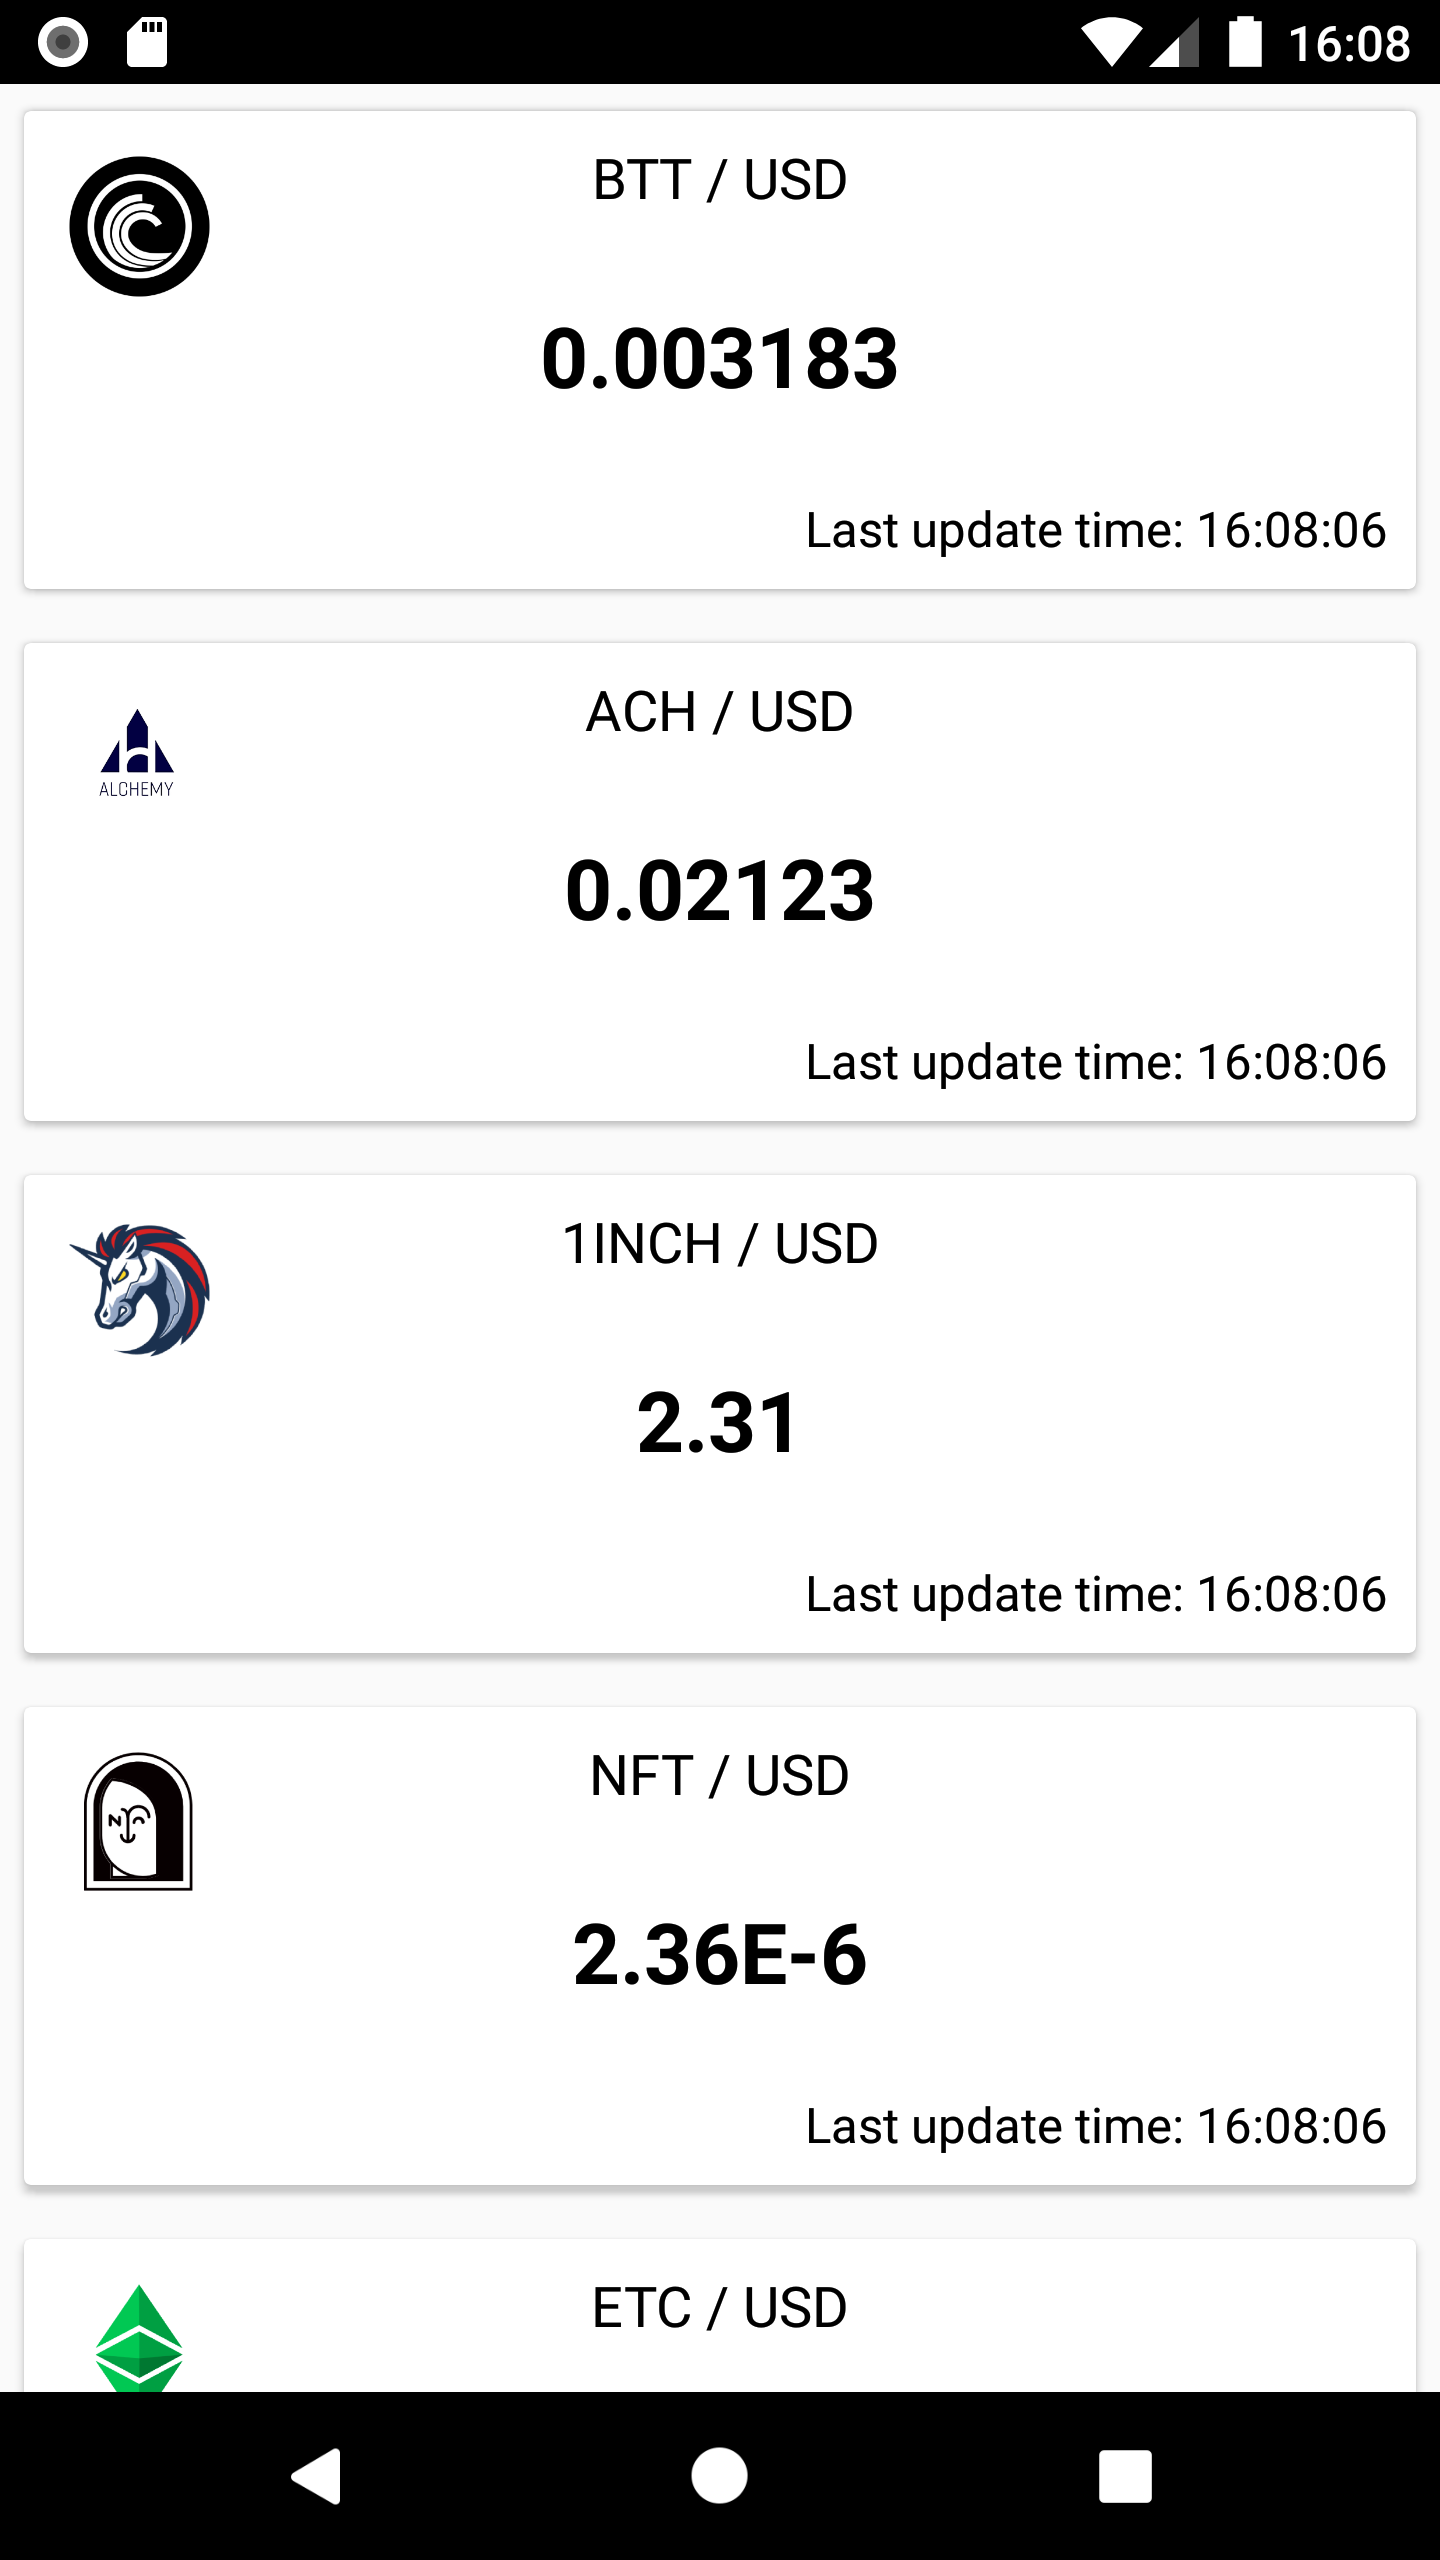 16:08
BTT / USD
0.003183
Last update time: 16:08:06
ACH / USD
ALCHEMY
0.02123
Last update time: 16:08:06
1INCH / USD
2.31
Last update time: 16:08:06
NFT / USD
2.36E-6
Last update time: 16:08:06
ETC / USD